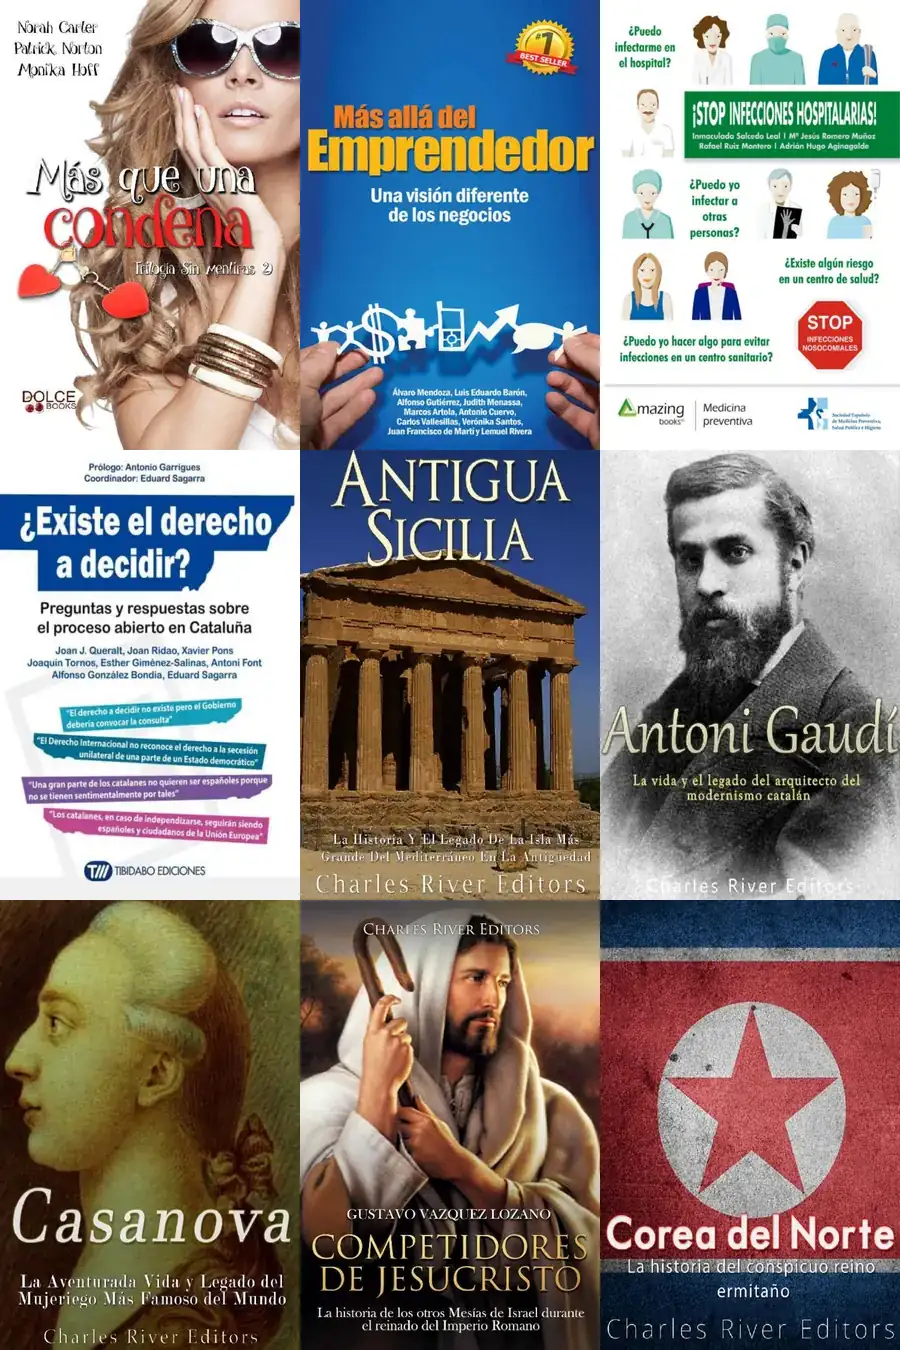 Norah Carter
Patrick Norton
Monika Hoff
Más que una
condena
Trilogía Sin Mentiras 2
DOLCE
BOOKS
#1
BEST SELLER
Más allá del
Emprendedor
Una visión diferente
de los negocios
Álvaro Mendoza, Luis Eduardo Barón,
Alfonso Gutiérrez, Judith Menassa,
Marcos Artola, Antonio Cuervo,
Carlos Vallesillas, Verónika Santos,
Juan Francisco de Martí y Lemuel Rivera
¿Puedo
infectarme en
el hospital?
¡STOP INFECCIONES HOSPITALARIAS!
Inmaculada Salcedo Leal | Mª Jesús Romero Muñoz
Rafael Ruiz Montero | Adrián Hugo Aginagalde
¿Puedo yo
infectar a
otras
personas?
¿Existe algún riesgo
en un centro de salud?
¿Puedo yo hacer algo para evitar
infecciones en un centro sanitario?
STOP
INFECCIONES
NOSOCOMIALES
Amazing
books
Medicina
preventiva
Sociedad Española
de Medicina Preventiva,
Salud Pública e Higiene
Prólogo: Antonio Garrigues
Coordinador: Eduard Sagarra
¿Existe el derecho
a decidir?
Preguntas y respuestas sobre
el proceso abierto en Cataluña
Joan J. Queralt, Joan Ridao, Xavier Pons
Joaquín Tornos, Esther Giménez-Salinas, Antoni Font
Alfonso González Bondia, Eduard Sagarra
"El derecho a decidir no existe pero el Gobierno
debería convocar la consulta"
"El Derecho Internacional no reconoce el derecho a la secesión
unilateral de una parte de un Estado democrático"
"Una gran parte de los catalanes no quieren ser españoles porque
no se tienen sentimentalmente por tales"
"Los catalanes, en caso de independizarse, seguirán siendo
españoles y ciudadanos de la Unión Europea"
TIBIDABO EDICIONES
ANTIGUA
SICILIA
La Historia Y El Legado De La Isla Más
Grande Del Mediterráneo En La Antigüedad
Charles River Editors
Antoni Gaudí
La vida y el legado del arquitecto del
modernismo catalán
Charles River Editors
Casanova
La Aventurada Vida y Legado del
Mujeriego Más Famoso del Mundo
Charles River Editors
CHARLES RIVER EDITORS
GUSTAVO VAZQUEZ LOZANO
COMPETIDORES
DE JESUCRISTO
La historia de los otros Mesías de Israel durante
el reinado del Imperio Romano
Corea del Norte
La historia del conspicuo reino
ermitaño
Charles River Editors